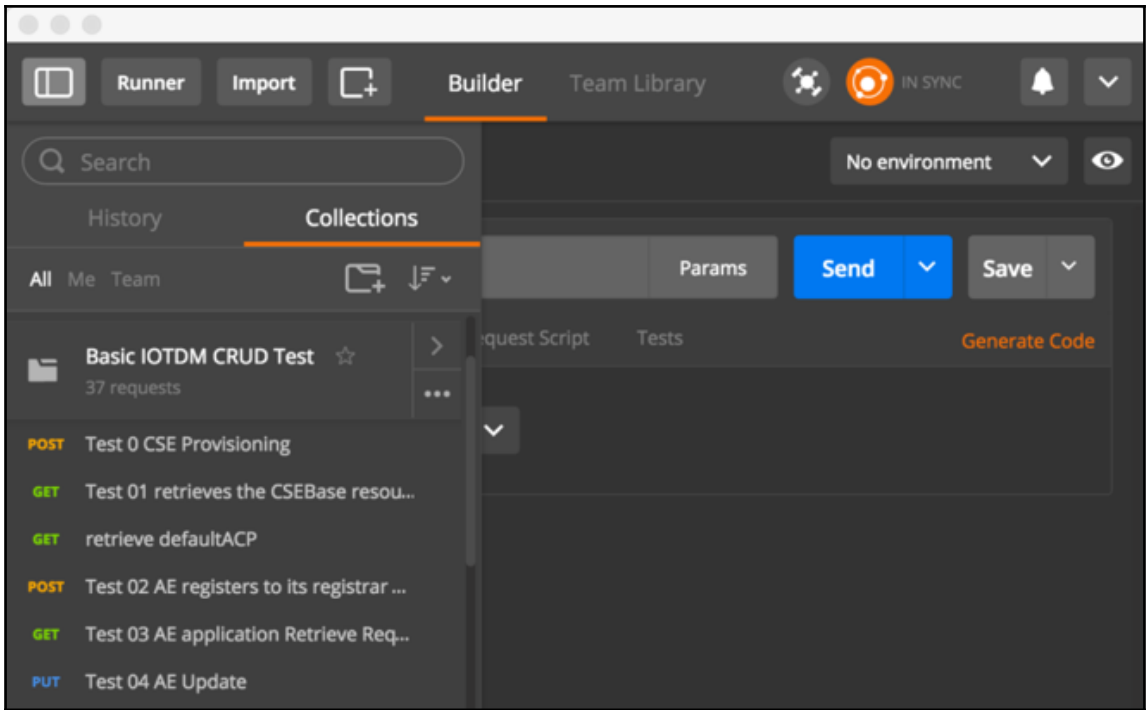 Runner Import Builder Team Library IN SYNC
Search No environment
History Collections
Params Send Save
All Me Team
equest Script Tests Generate Code
Basic IOTDM CRUD Test
37 requests
POST Test 0 CSE Provisioning
GET Test 01 retrieves the CSEBase resou...
GET retrieve defaultACP
POST Test 02 AE registers to its registrar ...
GET Test 03 AE application Retrieve Req...
PUT Test 04 AE Update